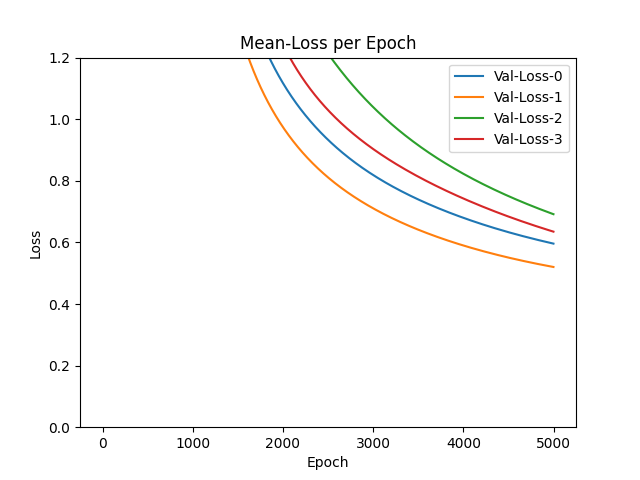 Mean-Loss per Epoch
1.2
1.0
0.8
0.6
0.4
0.2
0.0
Loss
Val-Loss-0
Val-Loss-1
Val-Loss-2
Val-Loss-3
0 1000 2000 3000 4000 5000
Epoch